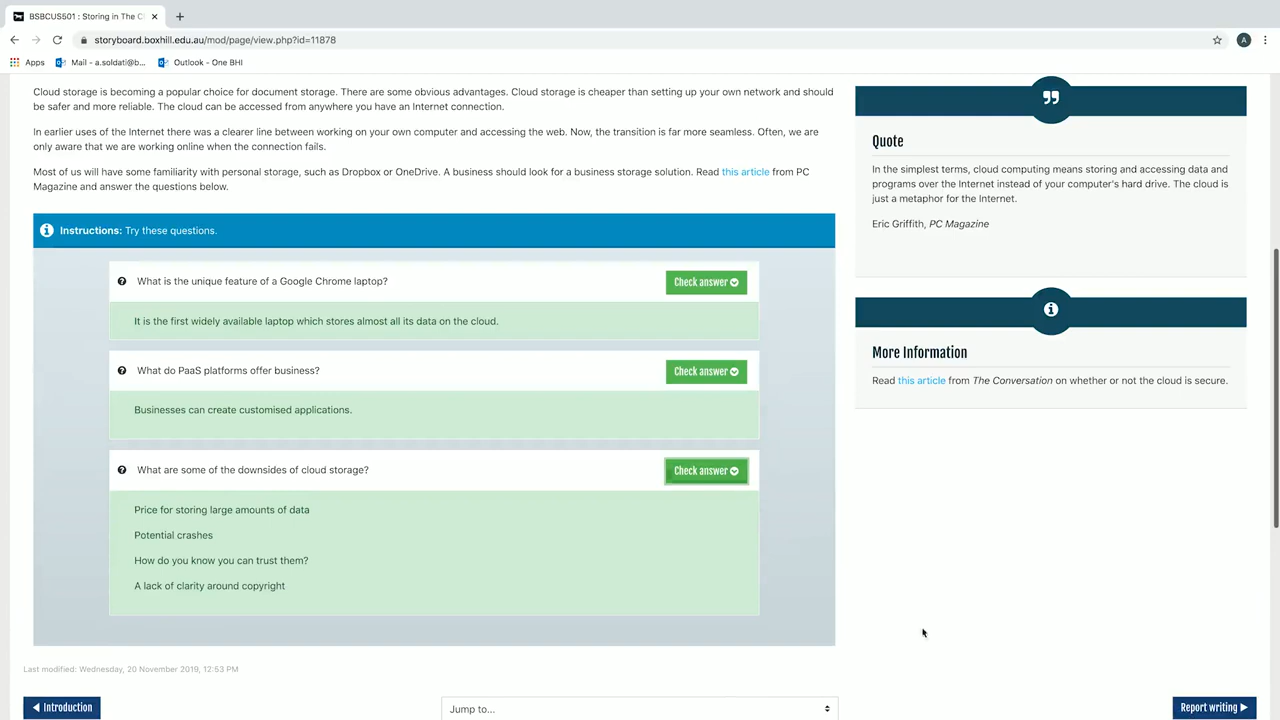 BSBCUS501 : Storing in The C
storyboard.boxhill.edu.au/mod/page/view.php?id=11878
A
Apps
Mail - a.soldati@b...
Outlook - One BHI
Cloud storage is becoming a popular choice for document storage. There are some obvious advantages. Cloud storage is cheaper than setting up your own network and should
be safer and more reliable. The cloud can be accessed from anywhere you have an Internet connection.
In earlier uses of the Internet there was a clearer line between working on your own computer and accessing the web. Now, the transition is far more seamless. Often, we are
only aware that we are working online when the connection fails.
Most of us will have some familiarity with personal storage, such as Dropbox or OneDrive. A business should look for a business storage solution. Read this article from PC
Magazine and answer the questions below.
Instructions: Try these questions.
What is the unique feature of a Google Chrome laptop?
Check answer
It is the first widely available laptop which stores almost all its data on the cloud.
What do PaaS platforms offer business?
Check answer
Businesses can create customised applications.
What are some of the downsides of cloud storage?
Check answer
Price for storing large amounts of data
Potential crashes
How do you know you can trust them?
A lack of clarity around copyright
Quote
In the simplest terms, cloud computing means storing and accessing data and
programs over the Internet instead of your computer's hard drive. The cloud is
just a metaphor for the Internet.
Eric Griffith, PC Magazine
More Information
Read this article from The Conversation on whether or not the cloud is secure.
Last modified: Wednesday, 20 November 2019, 12:53 PM
Introduction
Jump to...
Report writing